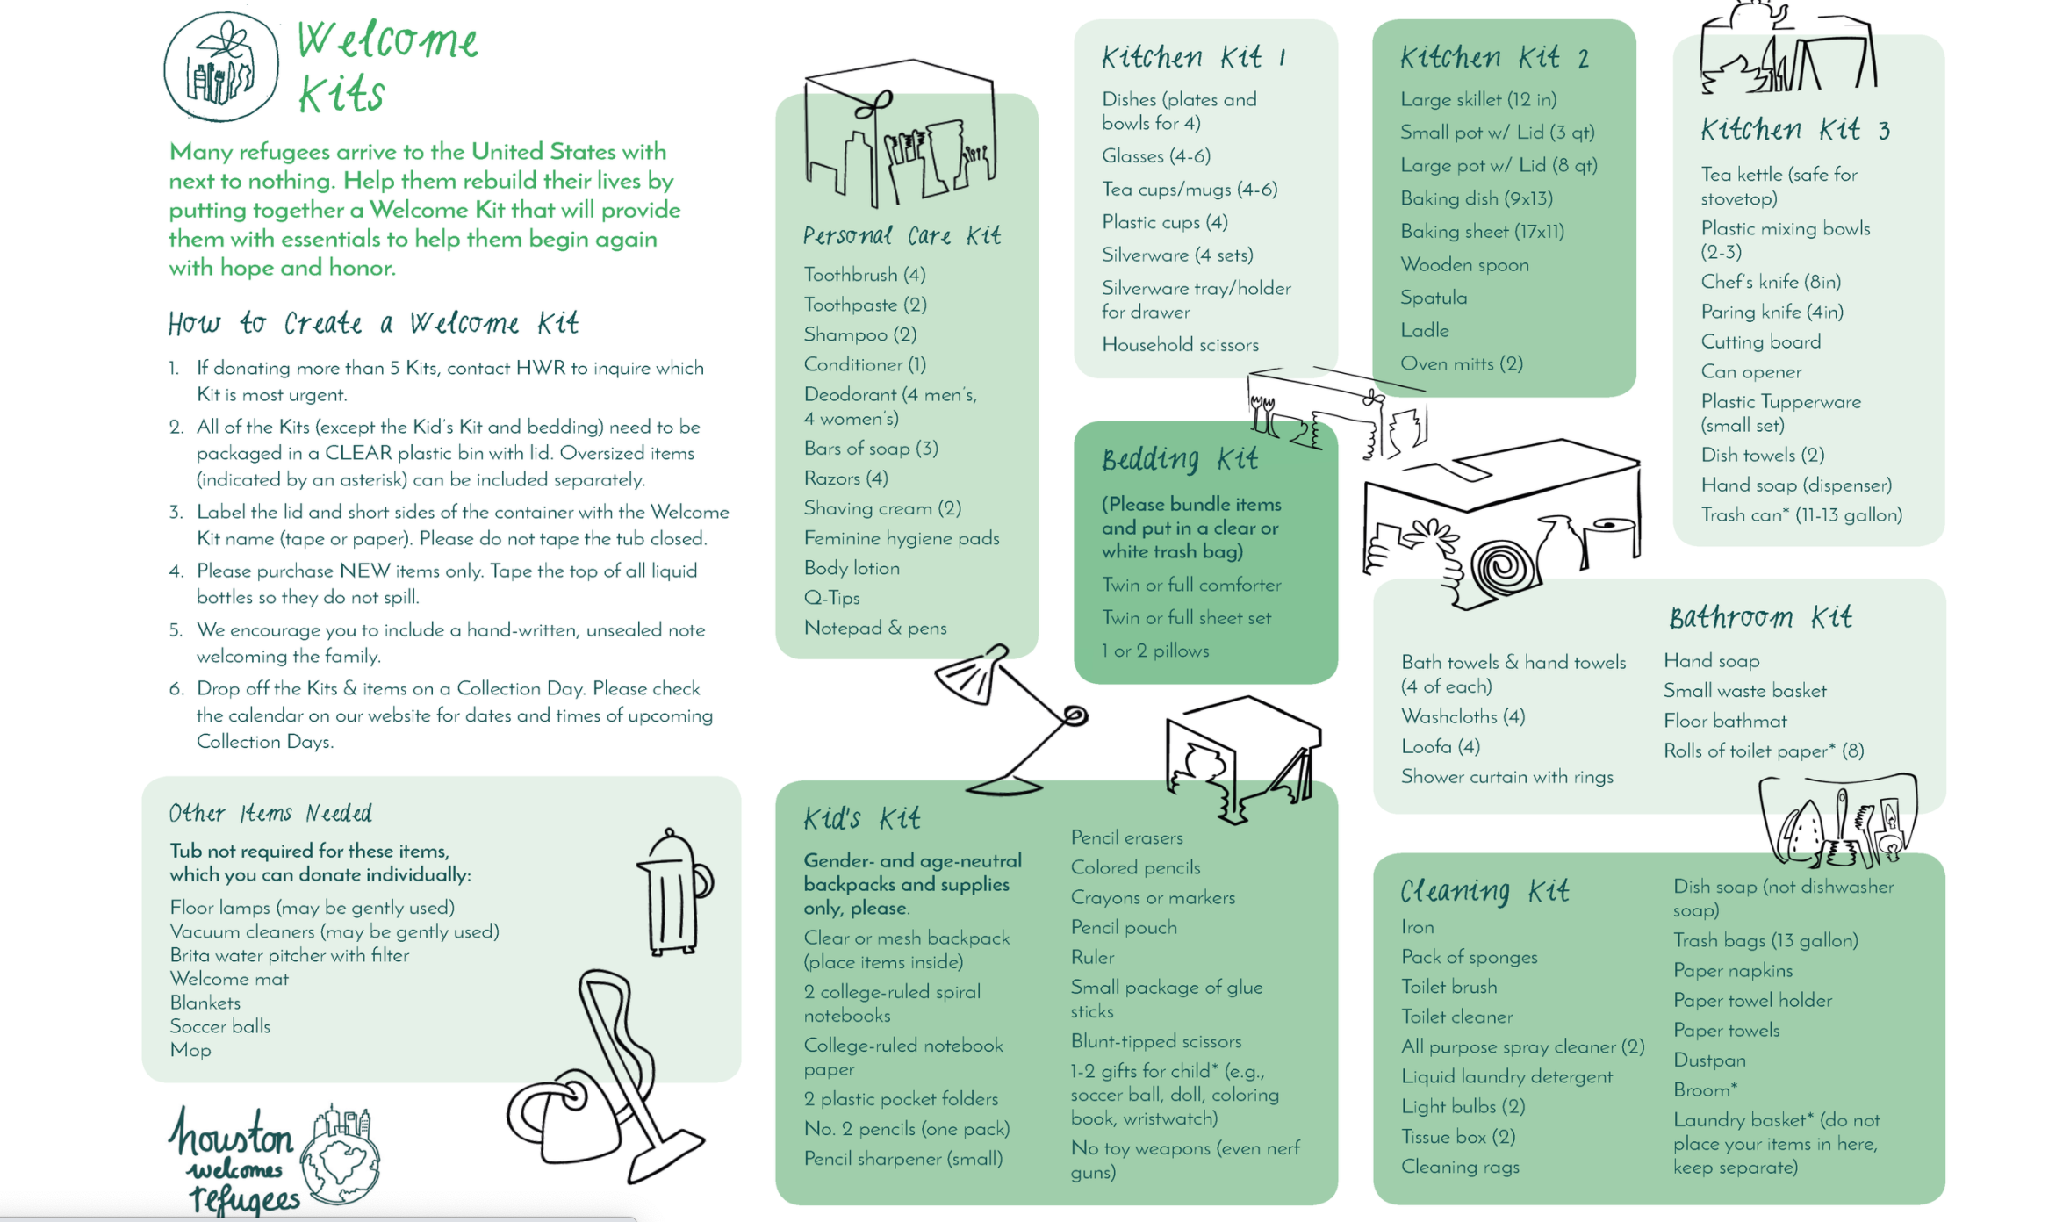 Welcome
Kits
Many refugees arrive to the United States with
next to nothing. Help them rebuild their lives by
putting together a Welcome Kit that will provide
them with essentials to help them begin again
with hope and honor.
How to Create a Welcome Kit
1. If donating more than 5 Kits, contact HWR to inquire which
Kit is most urgent.
2. All of the Kits (except the Kid's Kit and bedding) need to be
packaged in a CLEAR plastic bin with lid. Oversized items
(indicated by an asterisk) can be included separately.
3. Label the lid and short sides of the container with the Welcome
Kit name (tape or paper). Please do not tape the tub closed.
4. Please purchase NEW items only. Tape the top of all liquid
bottles so they do not spill.
5. We encourage you to include a hand-written, unsealed note
welcoming the family.
6. Drop off the Kits & items on a Collection Day. Please check
the calendar on our website for dates and times of upcoming
Collection Days.
Other Items Needed
Tub not required for these items,
which you can donate individually:
Floor lamps (may be gently used)
Vacuum cleaners (may be gently used)
Brita water pitcher with filter
Welcome mat
Blankets
Soccer balls
Mop
houston
welcomes
refugees
Personal Care Kit
Toothbrush (4)
Toothpaste (2)
Shampoo (2)
Conditioner (1)
Deodorant (4 men's,
4 women's)
Bars of soap (3)
Razors (4)
Shaving cream (2)
Feminine hygiene pads
Body lotion
Q-Tips
Notepad & pens
Kitchen Kit 1
Dishes (plates and
bowls for 4)
Glasses (4-6)
Tea cups/mugs (4-6)
Plastic cups (4)
Silverware (4 sets)
Silverware tray/holder
for drawer
Household scissors
Kitchen Kit 2
Large skillet (12 in)
Small pot w/ Lid (3 qt)
Large pot w/ Lid (8 qt)
Baking dish (9x13)
Baking sheet (17x11)
Wooden spoon
Spatula
Ladle
Oven mitts (2)
Kitchen Kit 3
Tea kettle (safe for
stovetop)
Plastic mixing bowls
(2-3)
Chef's knife (8in)
Paring knife (4in)
Cutting board
Can opener
Plastic Tupperware
(small set)
Dish towels (2)
Hand soap (dispenser)
Trash can* (11-13 gallon)
Bedding Kit
(Please bundle items
and put in a clear or
white trash bag)
Twin or full comforter
Twin or full sheet set
1 or 2 pillows
Bathroom Kit
Bath towels & hand towels
(4 of each)
Washcloths (4)
Loofa (4)
Shower curtain with rings
Hand soap
Small waste basket
Floor bathmat
Rolls of toilet paper* (8)
Kid's Kit
Gender- and age-neutral
backpacks and supplies
only, please.
Clear or mesh backpack
(place items inside)
2 college-ruled spiral
notebooks
College-ruled notebook
paper
2 plastic pocket folders
No. 2 pencils (one pack)
Pencil sharpener (small)
Pencil erasers
Colored pencils
Crayons or markers
Pencil pouch
Ruler
Small package of glue
sticks
Blunt-tipped scissors
1-2 gifts for child* (e.g.,
soccer ball, doll, coloring
book, wristwatch)
No toy weapons (even nerf
guns)
Cleaning Kit
Iron
Pack of sponges
Toilet brush
Toilet cleaner
All purpose spray cleaner (2)
Liquid laundry detergent
Light bulbs (2)
Tissue box (2)
Cleaning rags
Dish soap (not dishwasher
soap)
Trash bags (13 gallon)
Paper napkins
Paper towel holder
Paper towels
Dustpan
Broom*
Laundry basket* (do not
place your items in here,
keep separate)